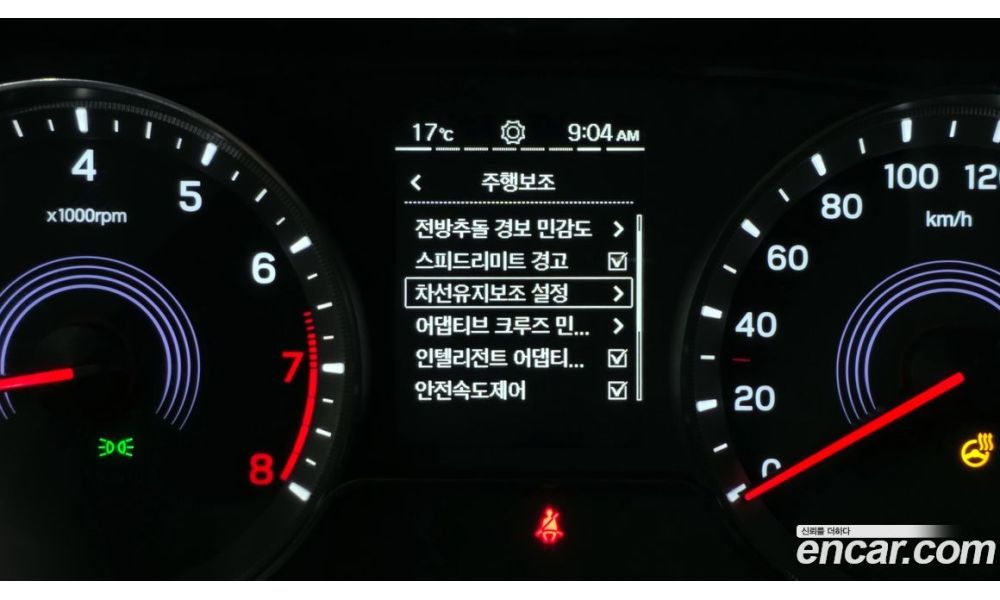 17℃
9:04 AM
주행보조
전방추돌 경보 민감도
스피드리미트 경고
차선유지보조 설정
어댑티브 크루즈 민...
인텔리전트 어댑티...
안전속도제어
4
5
x1000rpm
6
7
8
100
120
80
km/h
60
40
20
0
신뢰를 더하다
encar.com